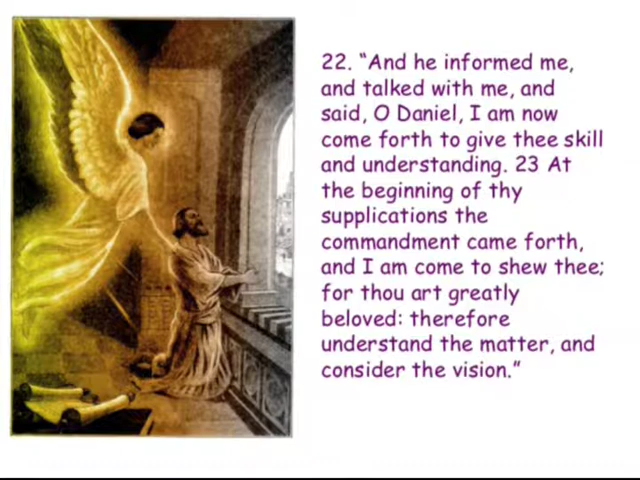 22. “And he informed me,
and talked with me, and
said, O Daniel, I am now
come forth to give thee skill
and understanding. 23 At
the beginning of thy
supplications the
commandment came forth,
and I am come to shew thee;
for thou art greatly
beloved: therefore
understand the matter, and
consider the vision.”